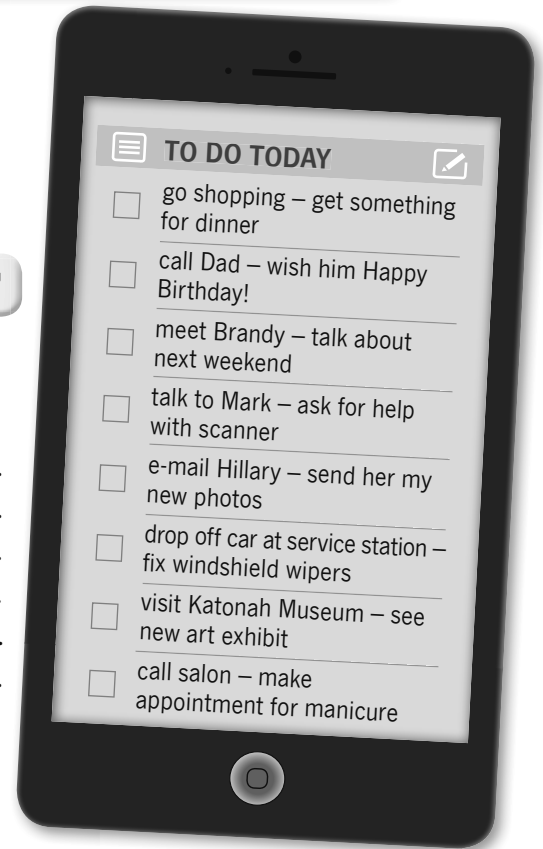 TO DO TODAY
go shopping – get something
for dinner
call Dad – wish him Happy
Birthday!
meet Brandy – talk about
next weekend
talk to Mark – ask for help
with scanner
e-mail Hillary – send her my
new photos
drop off car at service station –
fix windshield wipers
visit Katonah Museum – see
new art exhibit
call salon – make
appointment for manicure